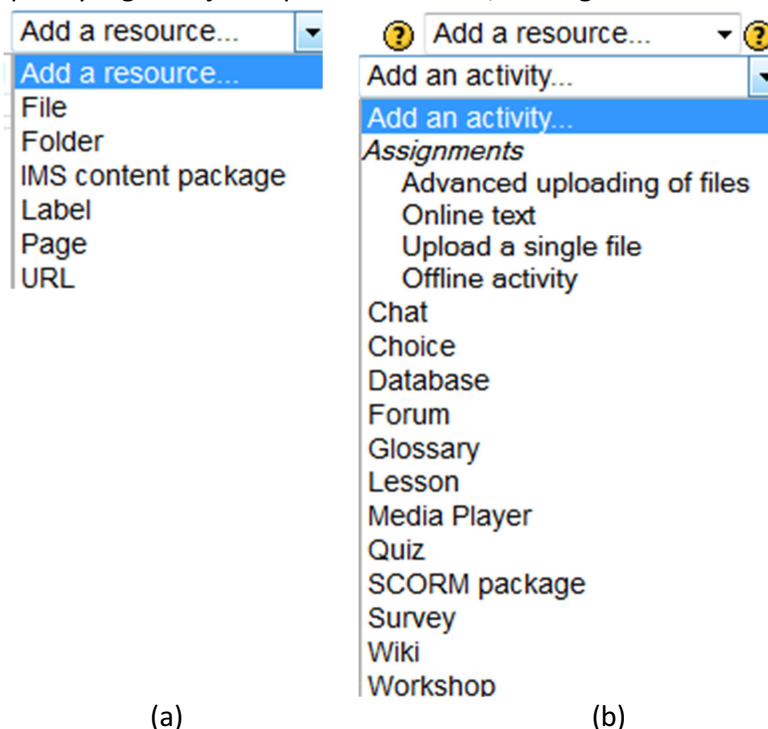 Add a resource...
Add a resource...
File
Folder
IMS content package
Label
Page
URL
(a)
Add a resource...
Add an activity...
Add an activity...
Assignments
Advanced uploading of files
Online text
Upload a single file
Offline activity
Chat
Choice
Database
Forum
Glossary
Lesson
Media Player
Quiz
SCORM package
Survey
Wiki
Workshop
(b)